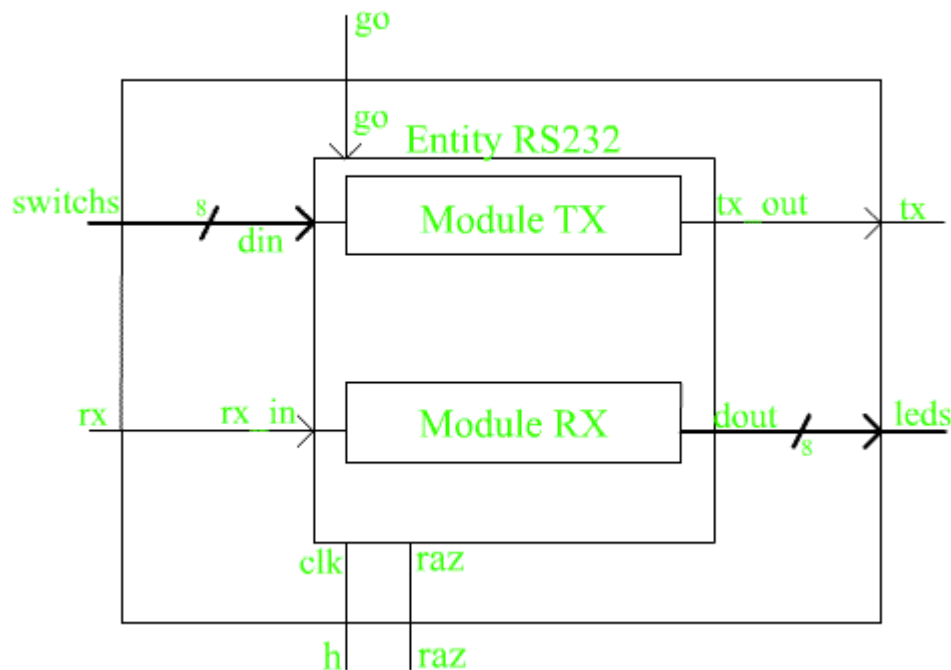 go
go
Entity RS232
switchs
8
din
Module TX
tx_out
tx
rx
rx_in
Module RX
dout
8
leds
clk
raz
h
raz